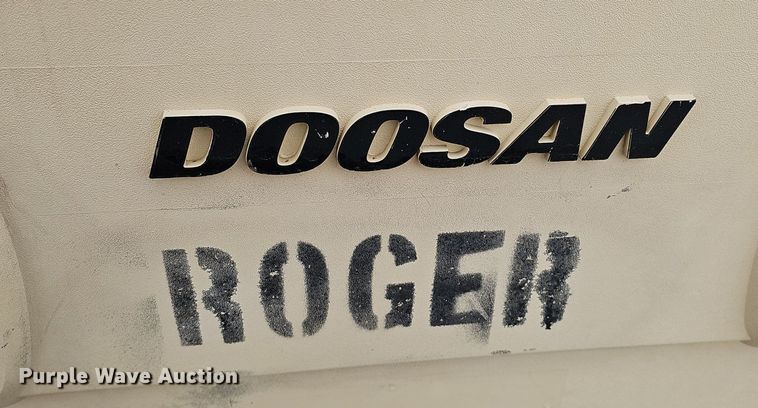 DOOSAN
ROGER
Purple Wave Auction